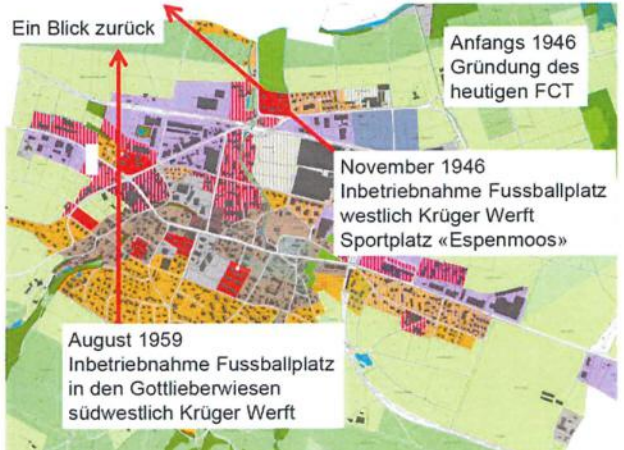 Ein Blick zurück
Anfangs 1946
Gründung des
heutigen FCT
November 1946
Inbetriebnahme Fussballplatz
westlich Krüger Werft
Sportplatz «Espenmoos»
August 1959
Inbetriebnahme Fussballplatz
in den Gottlieberwiesen
südwestlich Krüger Werft